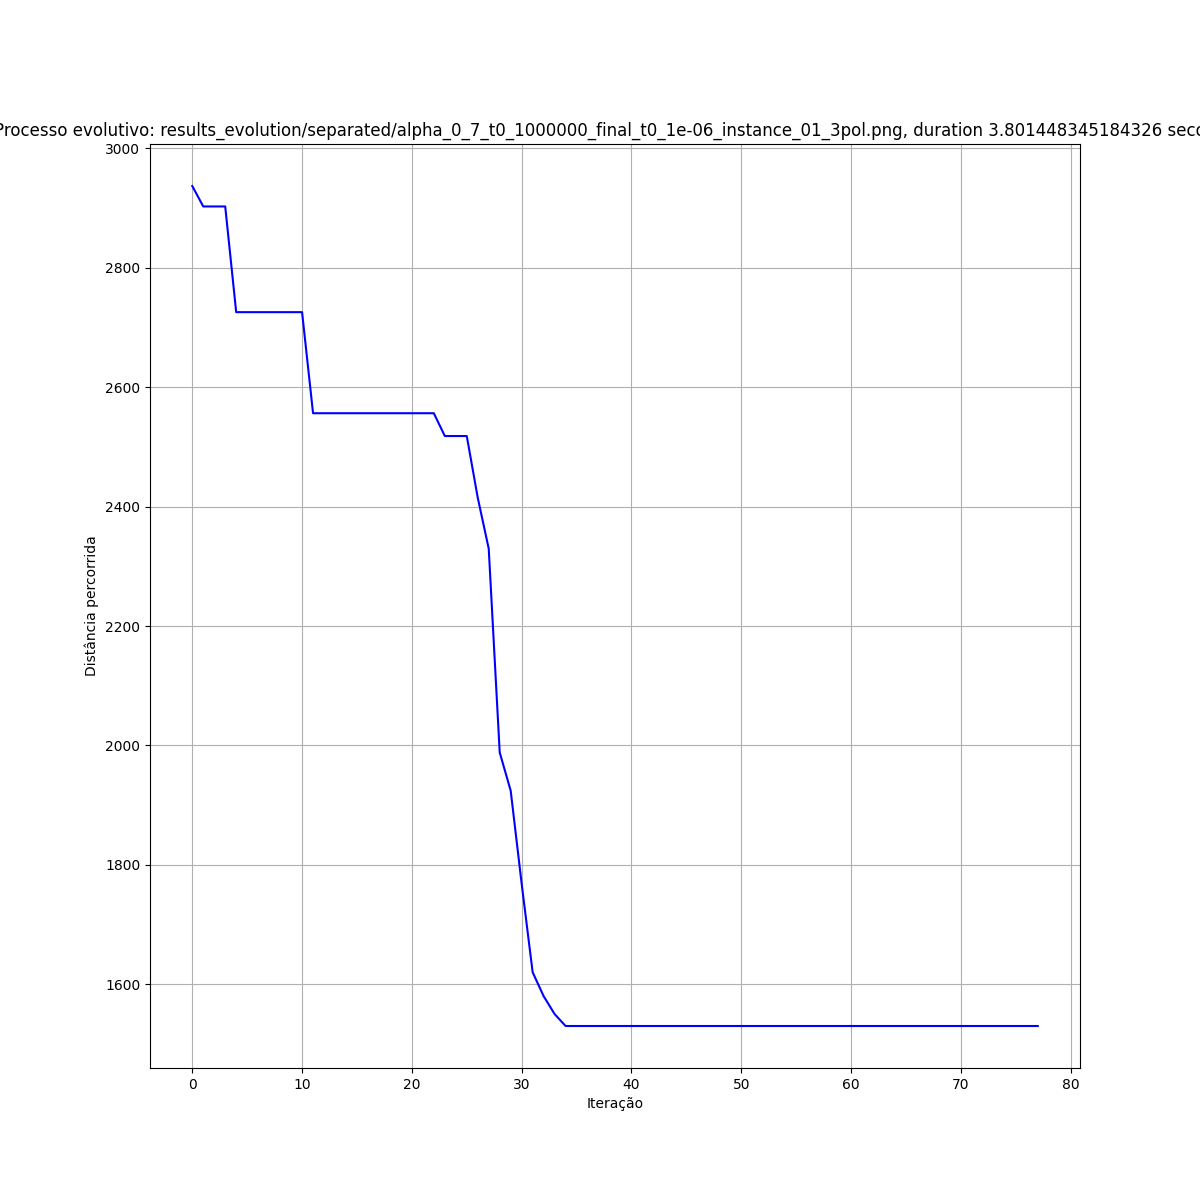 Processo evolutivo: results_evolution/separated/alpha_0_7_t0_1000000_final_t0_1e-06_instance_01_3pol.png, duration 3.801448345184326 seco
3000
2800
2600
2400
2200
2000
1800
1600
Distância percorrida
0 10 20 30 40 50 60 70 80
Iteração